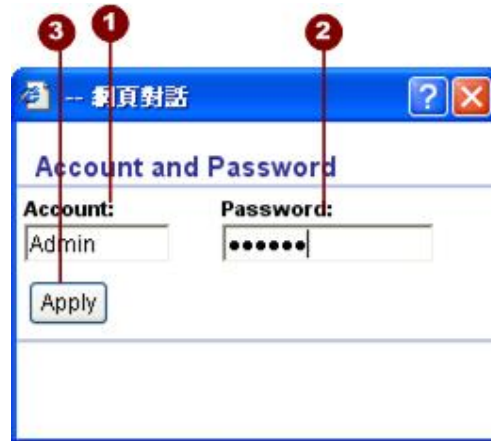 3 1 2
-- 網頁對話
Account and Password
Account: Password:
Admin ●●●●●●
Apply